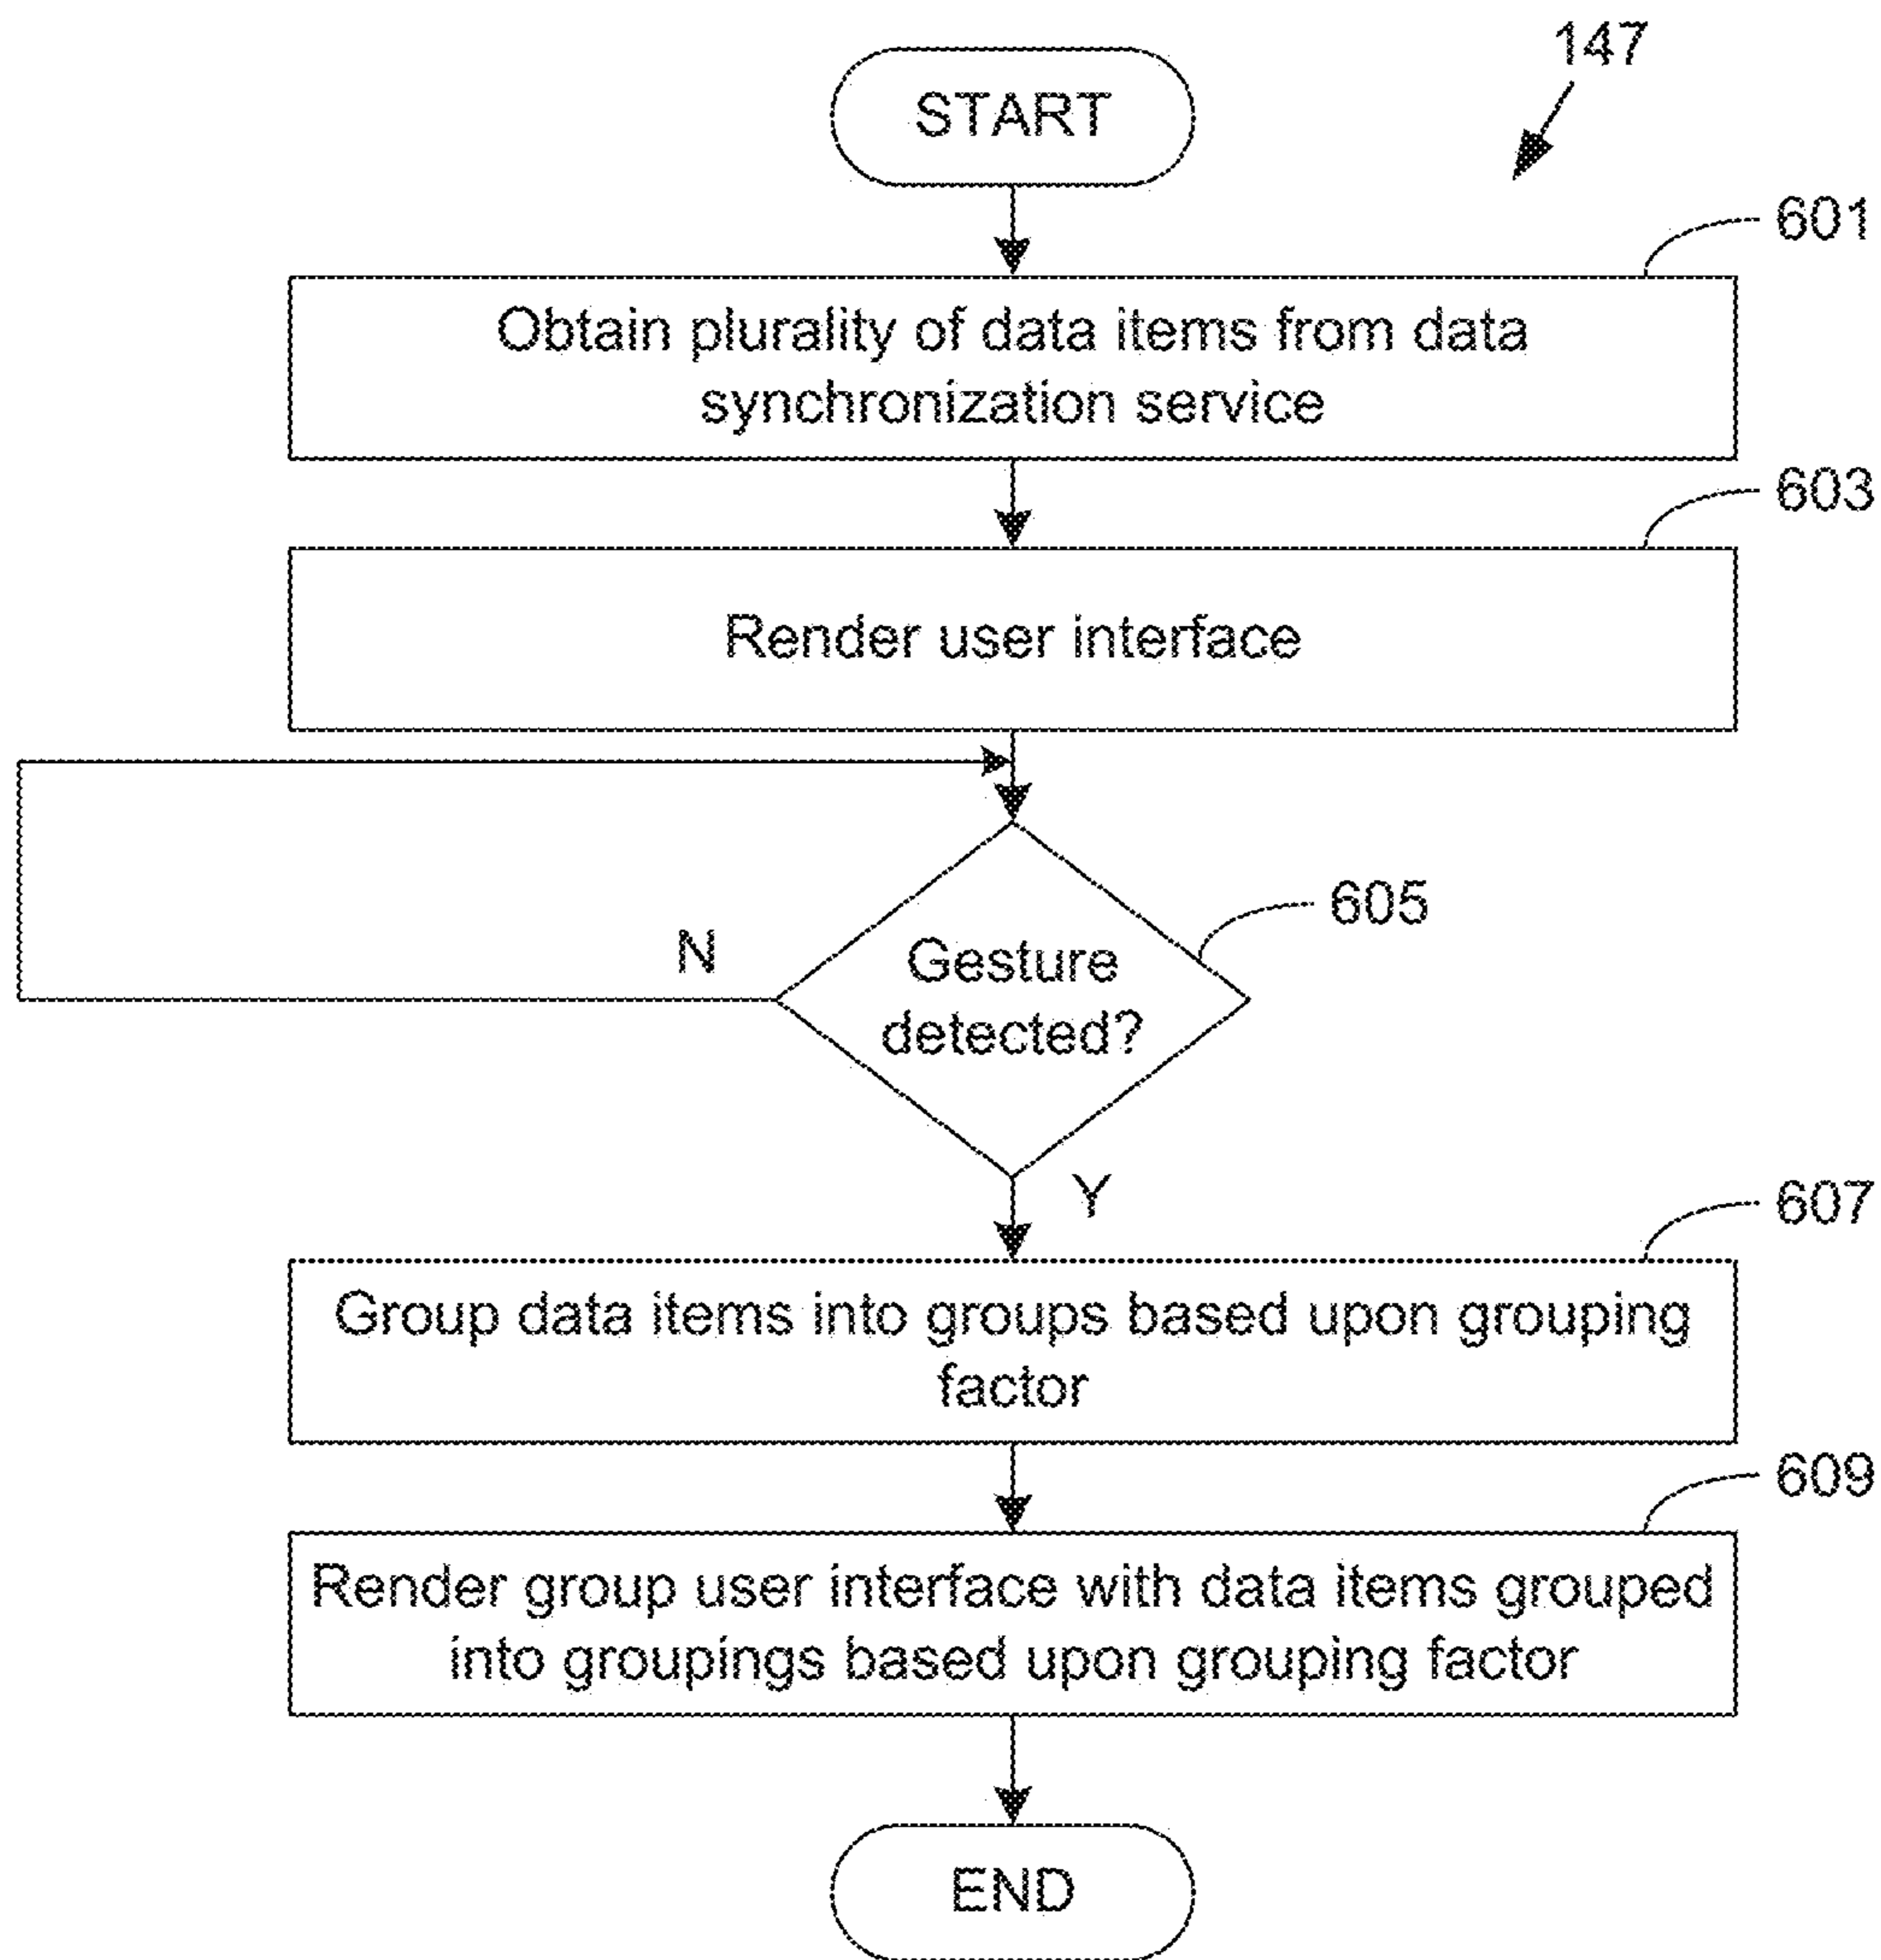 147
START
601
Obtain plurality of data items from data
synchronization service
603
Render user interface
605
N
Gesture
detected?
Y
607
Group data items into groups based upon grouping
factor
609
Render group user interface with data items grouped
into groupings based upon grouping factor
END